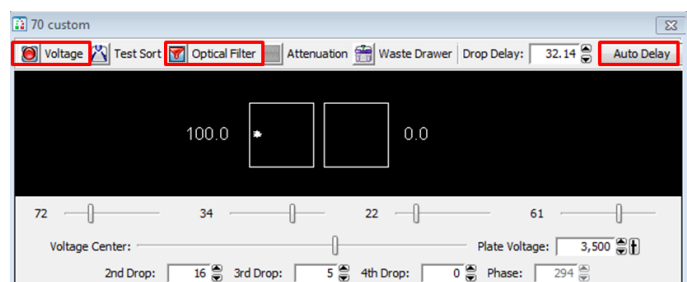 70 custom
Voltage Test Sort Optical Filter Attenuation Waste Drawer Drop Delay: 32.14 Auto Delay
100.0 0.0
72 34 22 61
Voltage Center: Plate Voltage: 3,500
2nd Drop: 16 3rd Drop: 5 4th Drop: 0 Phase: 294